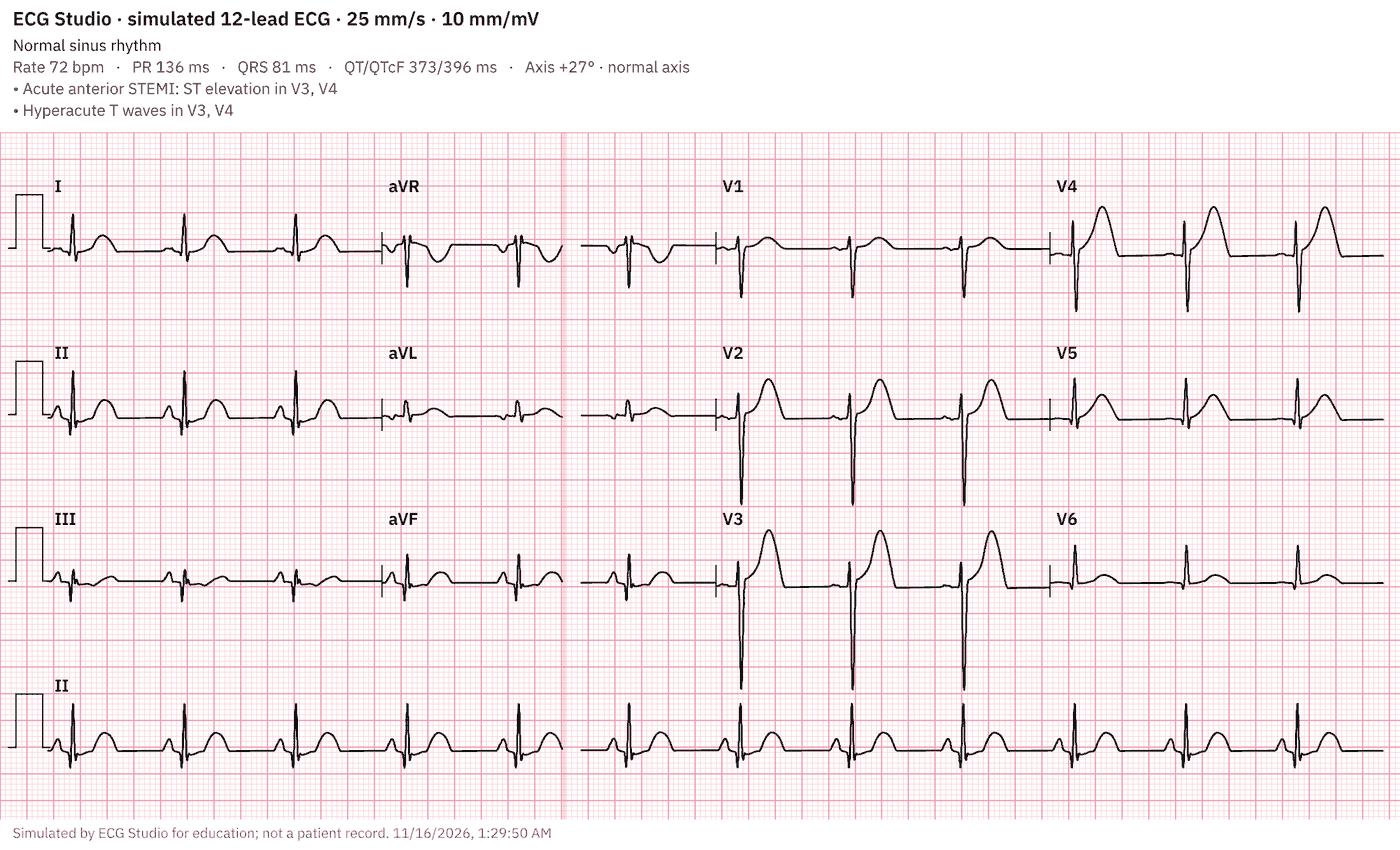 ECG Studio · simulated 12-lead ECG · 25 mm/s · 10 mm/mV
Normal sinus rhythm
Rate 72 bpm · PR 136 ms · QRS 81 ms · QT/QTcF 373/396 ms · Axis +27° · normal axis
• Acute anterior STEMI: ST elevation in V3, V4
• Hyperacute T waves in V3, V4
I aVR V1 V4
II aVL V2 V5
III aVF V3 V6
II
Simulated by ECG Studio for education; not a patient record. 11/16/2026, 1:29:50 AM